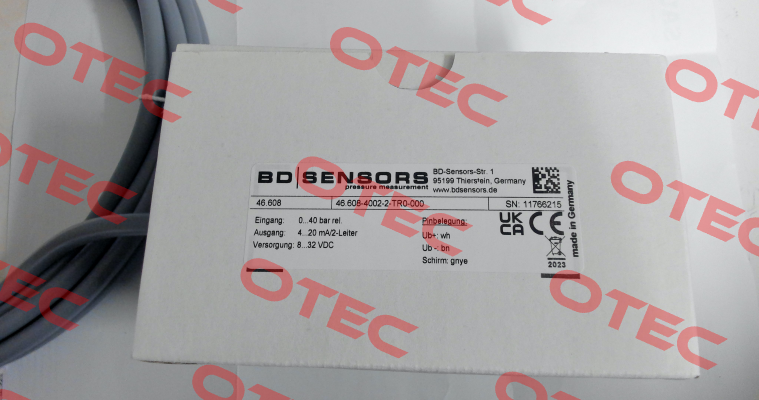 BD|SENSORS
pressure measurement
BD-Sensors-Str. 1
95199 Thierstein, Germany
www.bdsensors.de
46.608 46.608-4002-2-TR0-000 SN: 11766215
Eingang: 0...40 bar rel.
Ausgang: 4...20 mA/2-Leiter
Versorgung: 8...32 VDC
Pinbelegung:
Ub+: wh
Ub -: bn
Schirm: gnye
UK
CA
CE
2023
made in Germany
OTEC
OTEC
OTEC
OTEC
OTEC
OTEC
OTEC
OTEC
OTEC